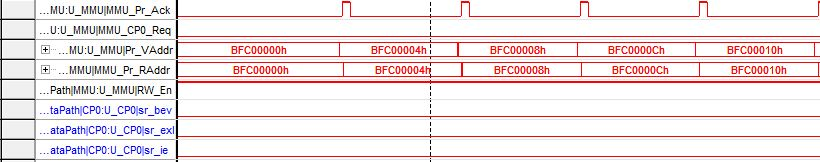 ...MU:U_MMU|MMU_Pr_Ack
...U:U_MMU|MMU_CP0_Req
...MU:U_MMU|Pr_VAddr BFC00000h BFC00004h BFC00008h BFC0000Ch BFC00010h
...MMU|MMU_Pr_RAddr BFC00000h BFC00004h BFC00008h BFC0000Ch BFC00010h
...Path|MMU:U_MMU|RW_En
...taPath|CP0:U_CP0|sr_bev
...ataPath|CP0:U_CP0|sr_exl
...ataPath|CP0:U_CP0|sr_ie